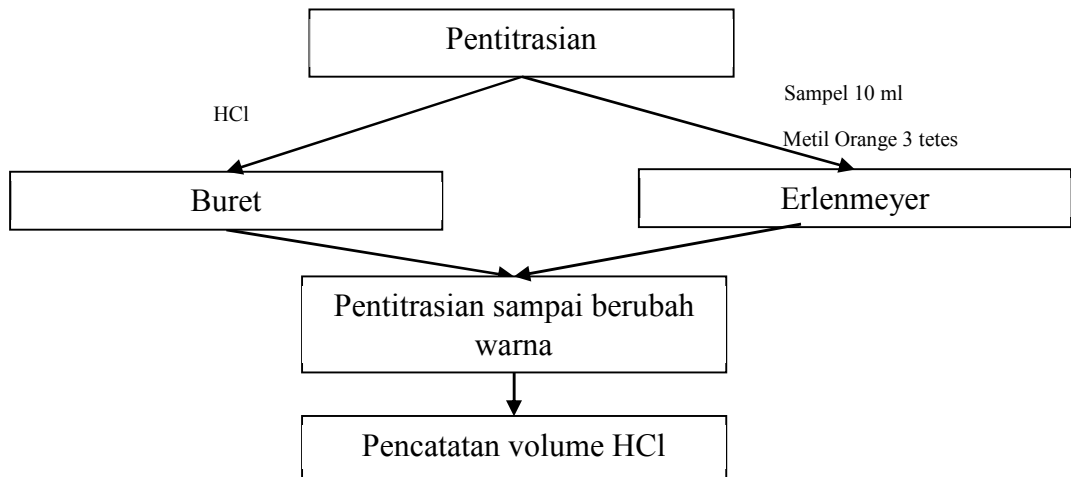 Pentitrasian
HCl
Sampel 10 ml
Metil Orange 3 tetes
Buret
Erlenmeyer
Pentitrasian sampai berubah
warna
Pencatatan volume HCl